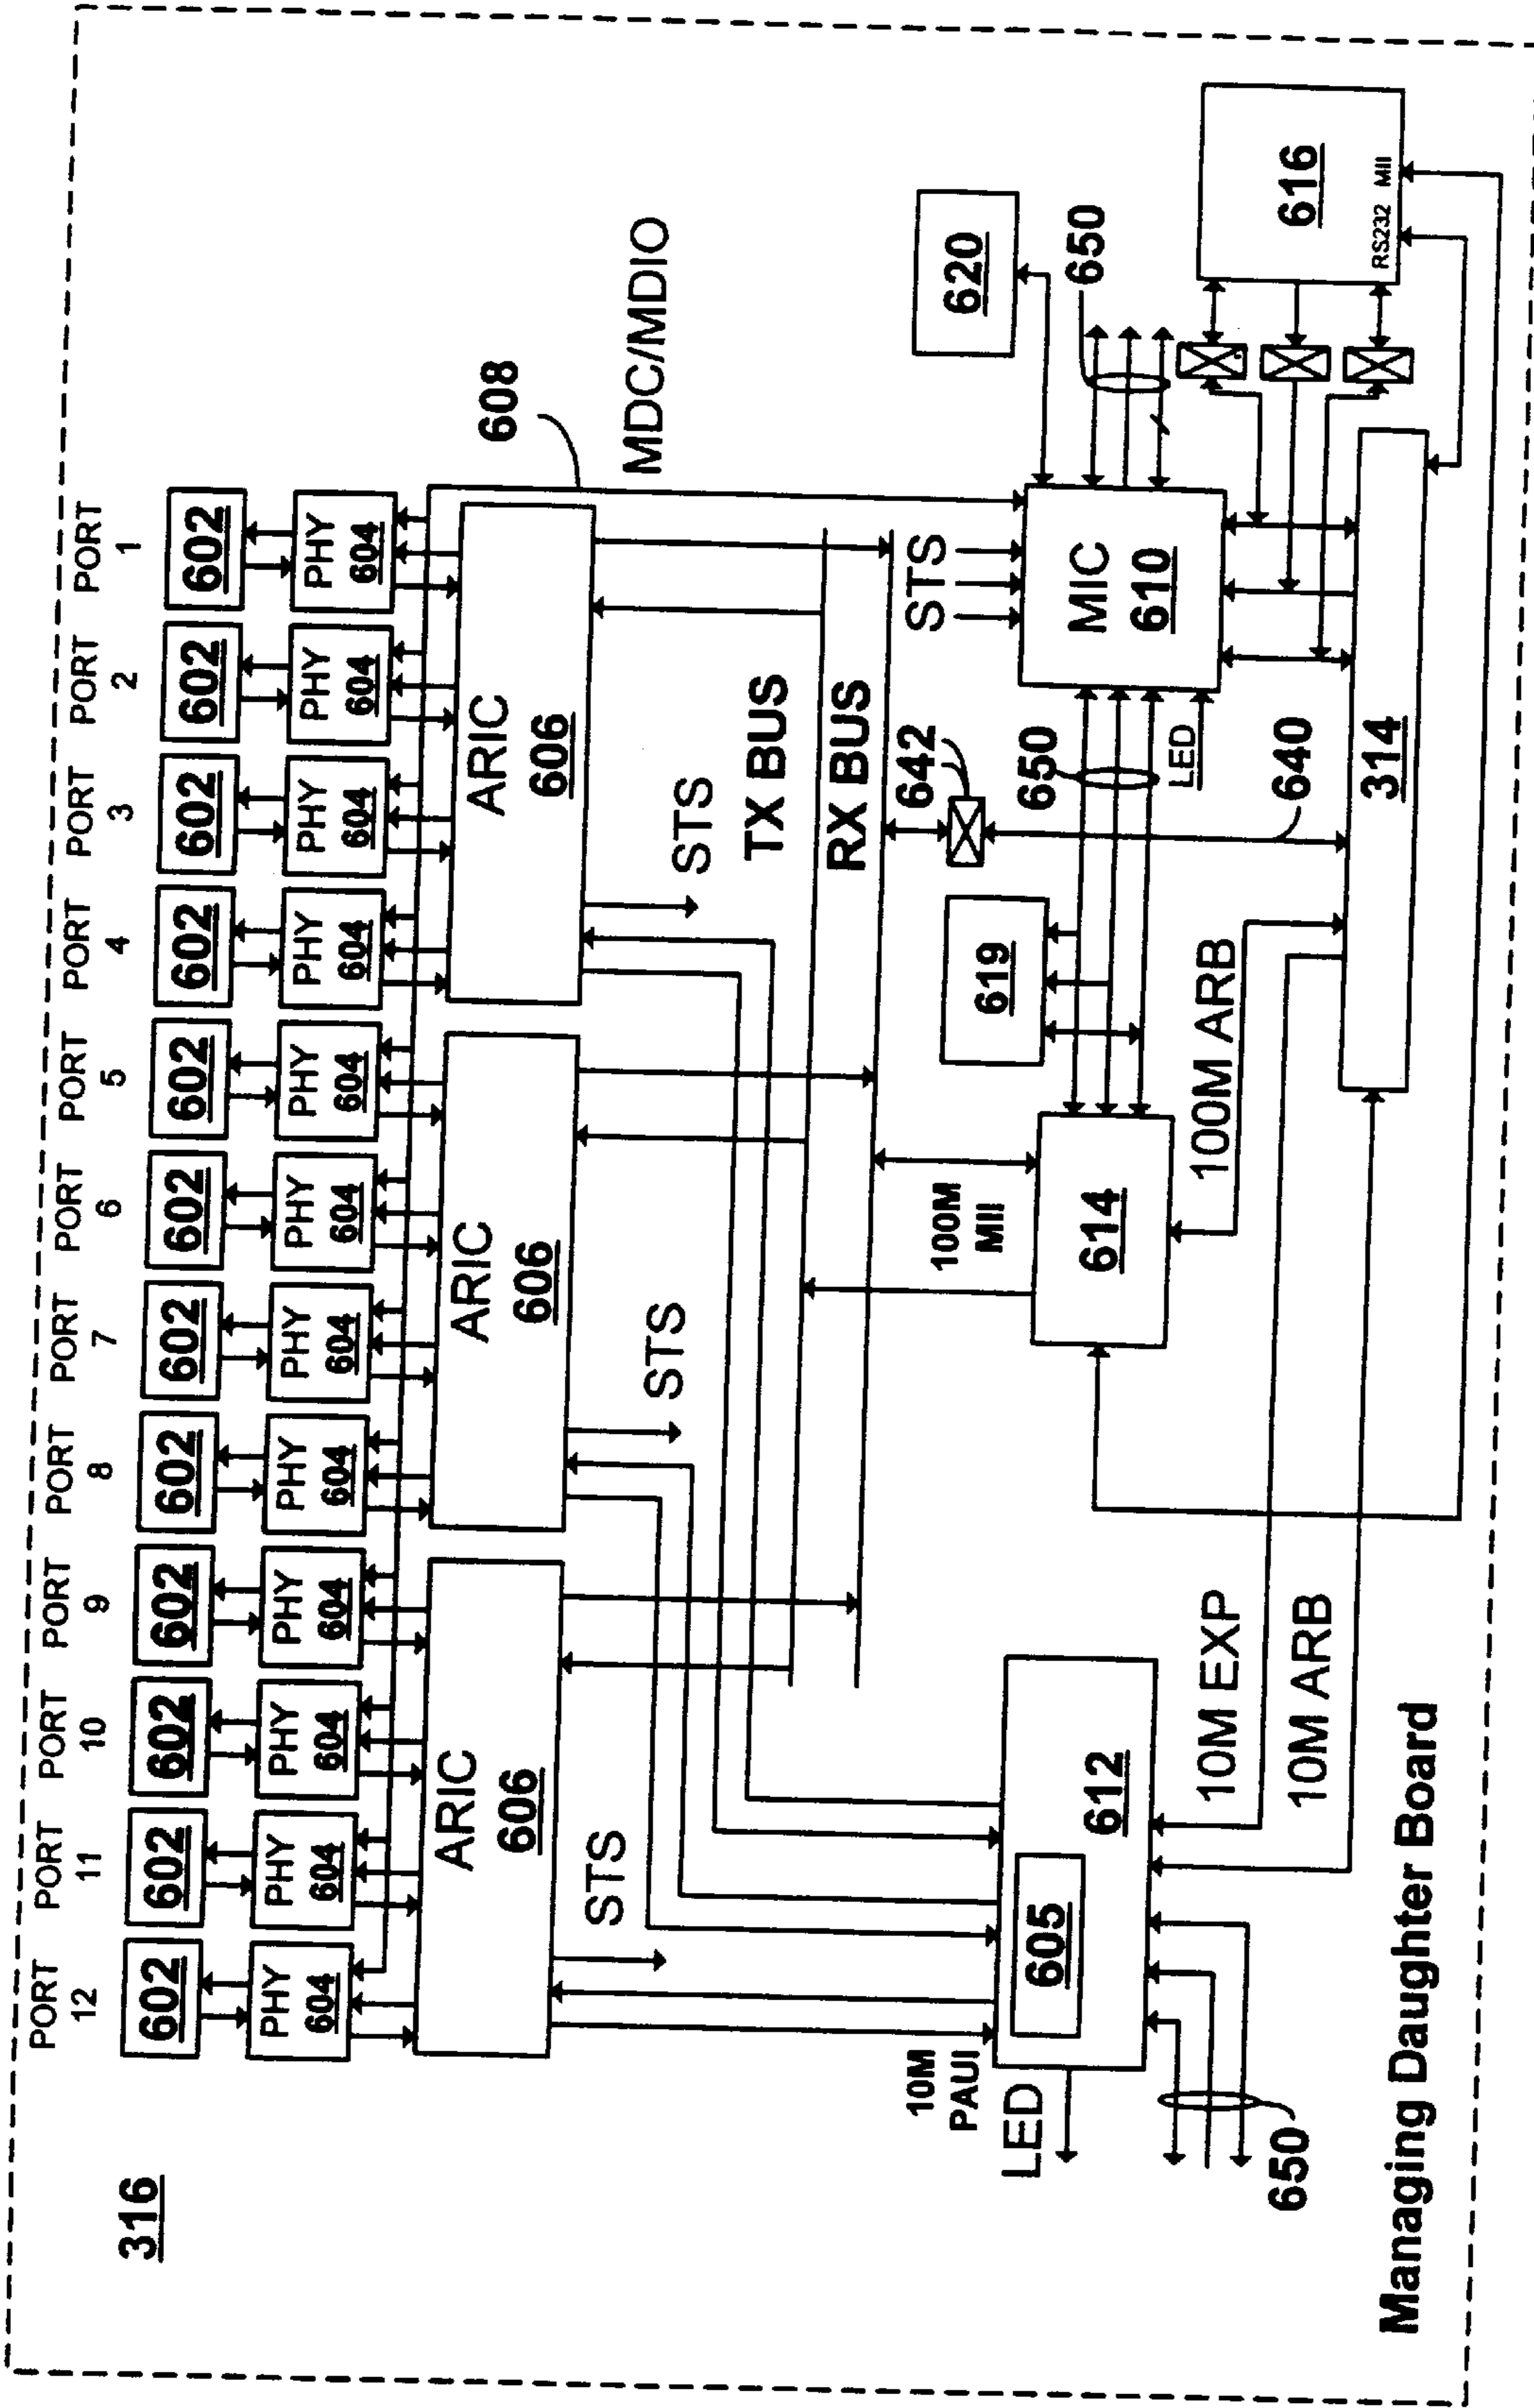 316
PORT 12
PORT 11
PORT 10
PORT 9
PORT 8
PORT 7
PORT 6
PORT 5
PORT 4
PORT 3
PORT 2
PORT 1
602
602
602
602
602
602
602
602
602
602
602
602
PHY 604
PHY 604
PHY 604
PHY 604
PHY 604
PHY 604
PHY 604
PHY 604
PHY 604
PHY 604
PHY 604
PHY 604
ARIC 606
ARIC 606
ARIC 606
608
MDC/MDIO
STS
STS
STS
TX BUS
RX BUS
10M
PAUI
LED
605
612
650
100M
MII
614
619
642
650
LED
STS
STS
MIC
610
620
650
616
RS232 MII
10M EXP
10M ARB
100M ARB
640
314
Managing Daughter Board